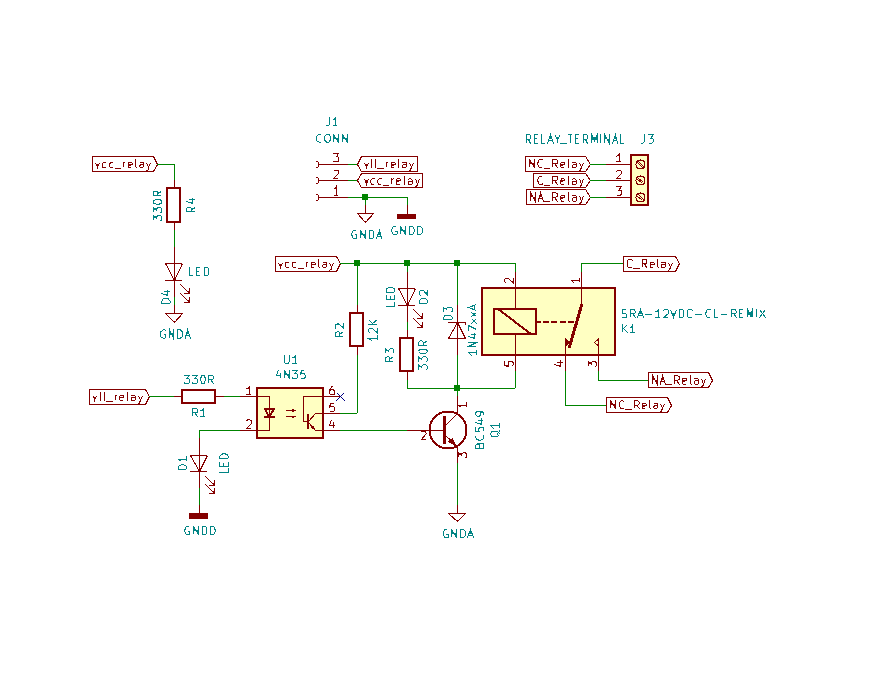 J1
CONN
RELAY_TERMINAL J3
vcc_relay
3 vll_relay
2 vcc_relay
1
NC_Relay 1
C_Relay 2
NA_Relay 3
330R R4
GNDA GNDD
LED
D4
GNDA
vcc_relay
C_Relay
2 1
LED D2
D3
1N47xxA
SRA-12VDC-CL-REMIX
K1
R2 12K
R3 330R
5 4 3
U1
4N35
NA_Relay
vll_relay
330R
R1
1 6
5
2 4
NC_Relay
1
2
3
BC549
Q1
D1 LED
GNDD
GNDA